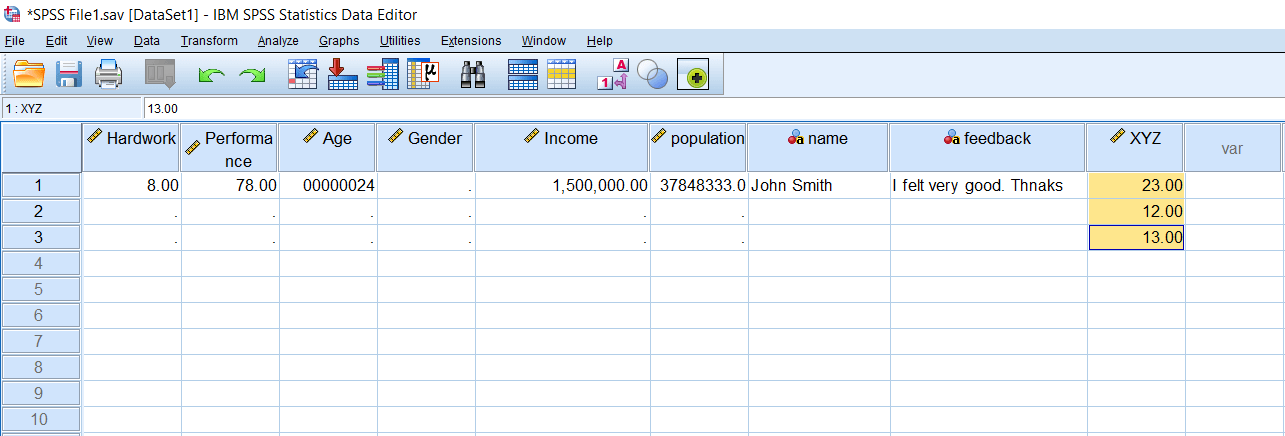 *SPSS File1.sav [DataSet1] - IBM SPSS Statistics Data Editor
File Edit View Data Transform Analyze Graphs Utilities Extensions Window Help
1 : XYZ 13.00
Hardwork Performa Age Gender Income population name feedback XYZ var
nce
1 8.00 78.00 00000024 . 1,500,000.00 37848333.0 John Smith I felt very good. Thnaks 23.00
2 . . . . . . 12.00
3 . . . . . . 13.00
4
5
6
7
8
9
10